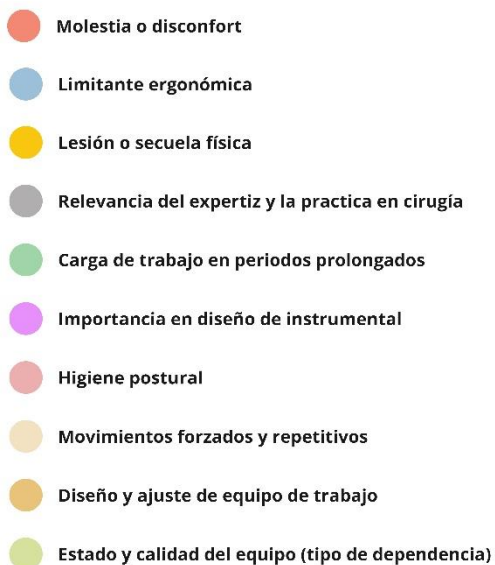 Molestia o disconfort
Limitante ergonómica
Lesión o secuela física
Relevancia del expertiz y la practica en cirugía
Carga de trabajo en periodos prolongados
Importancia en diseño de instrumental
Higiene postural
Movimientos forzados y repetitivos
Diseño y ajuste de equipo de trabajo
Estado y calidad del equipo (tipo de dependencia)